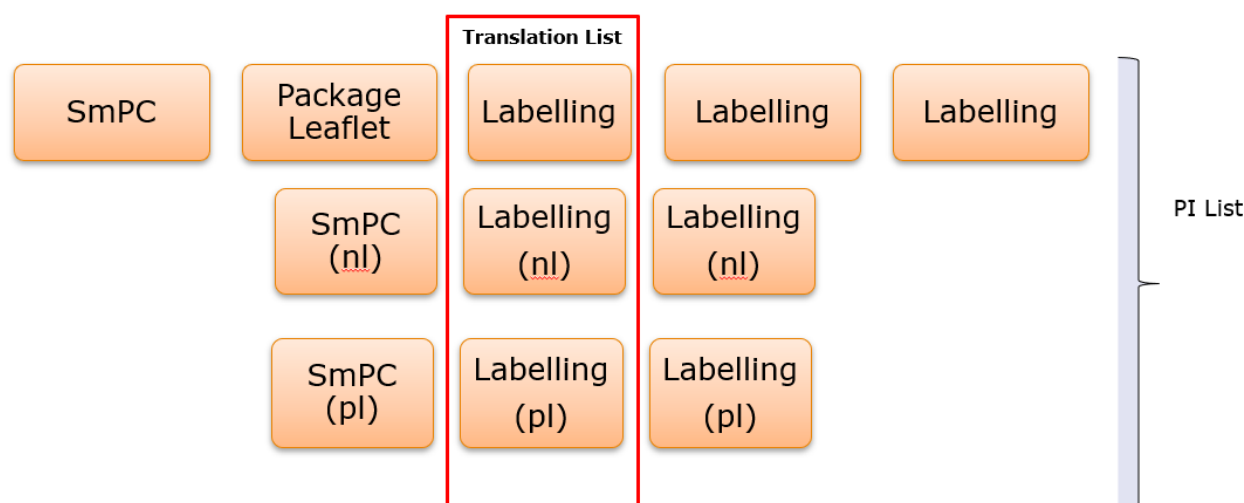 Translation List
SmPC
Package
Leaflet
Labelling
Labelling
Labelling
PI List
SmPC
(nl)
Labelling
(nl)
Labelling
(nl)
SmPC
(pl)
Labelling
(pl)
Labelling
(pl)